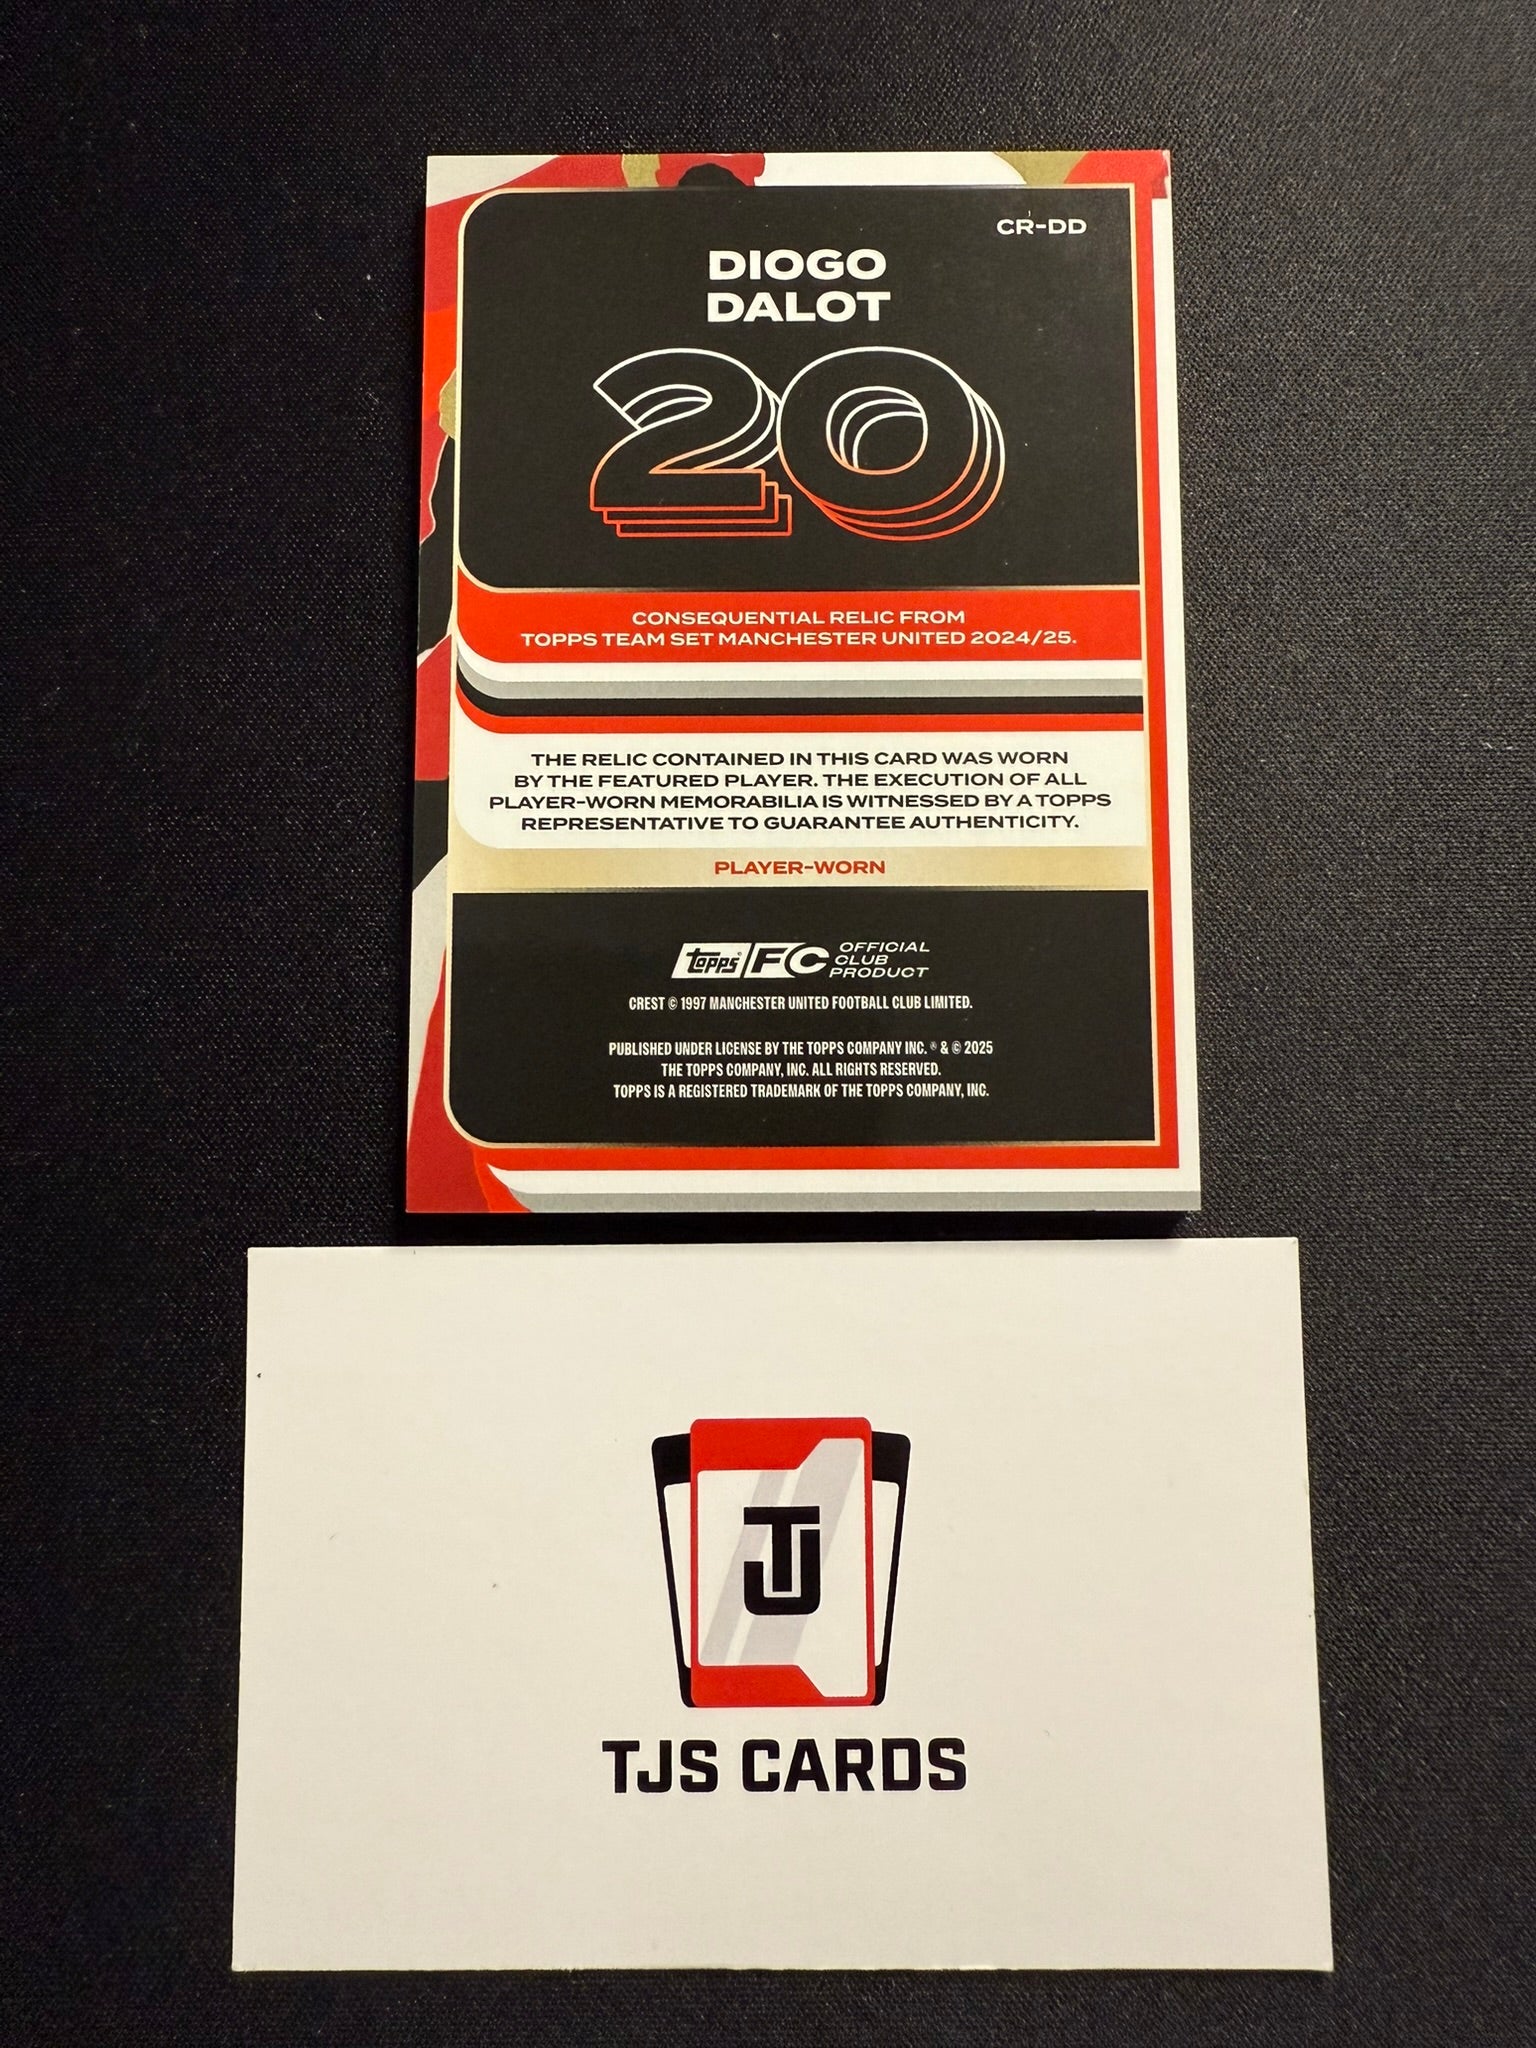 CR-DD
DIOGO
DALOT
20
CONSEQUENTIAL RELIC FROM
TOPPS TEAM SET MANCHESTER UNITED 2024/25.
THE RELIC CONTAINED IN THIS CARD WAS WORN
BY THE FEATURED PLAYER. THE EXECUTION OF ALL
PLAYER-WORN MEMORABILIA IS WITNESSED BY A TOPPS
REPRESENTATIVE TO GUARANTEE AUTHENTICITY.
PLAYER-WORN
topps FC OFFICIAL
CLUB
PRODUCT
CREST © 1997 MANCHESTER UNITED FOOTBALL CLUB LIMITED.
PUBLISHED UNDER LICENSE BY THE TOPPS COMPANY INC. ® & © 2025
THE TOPPS COMPANY, INC. ALL RIGHTS RESERVED.
TOPPS IS A REGISTERED TRADEMARK OF THE TOPPS COMPANY, INC.
TJ
TJS CARDS